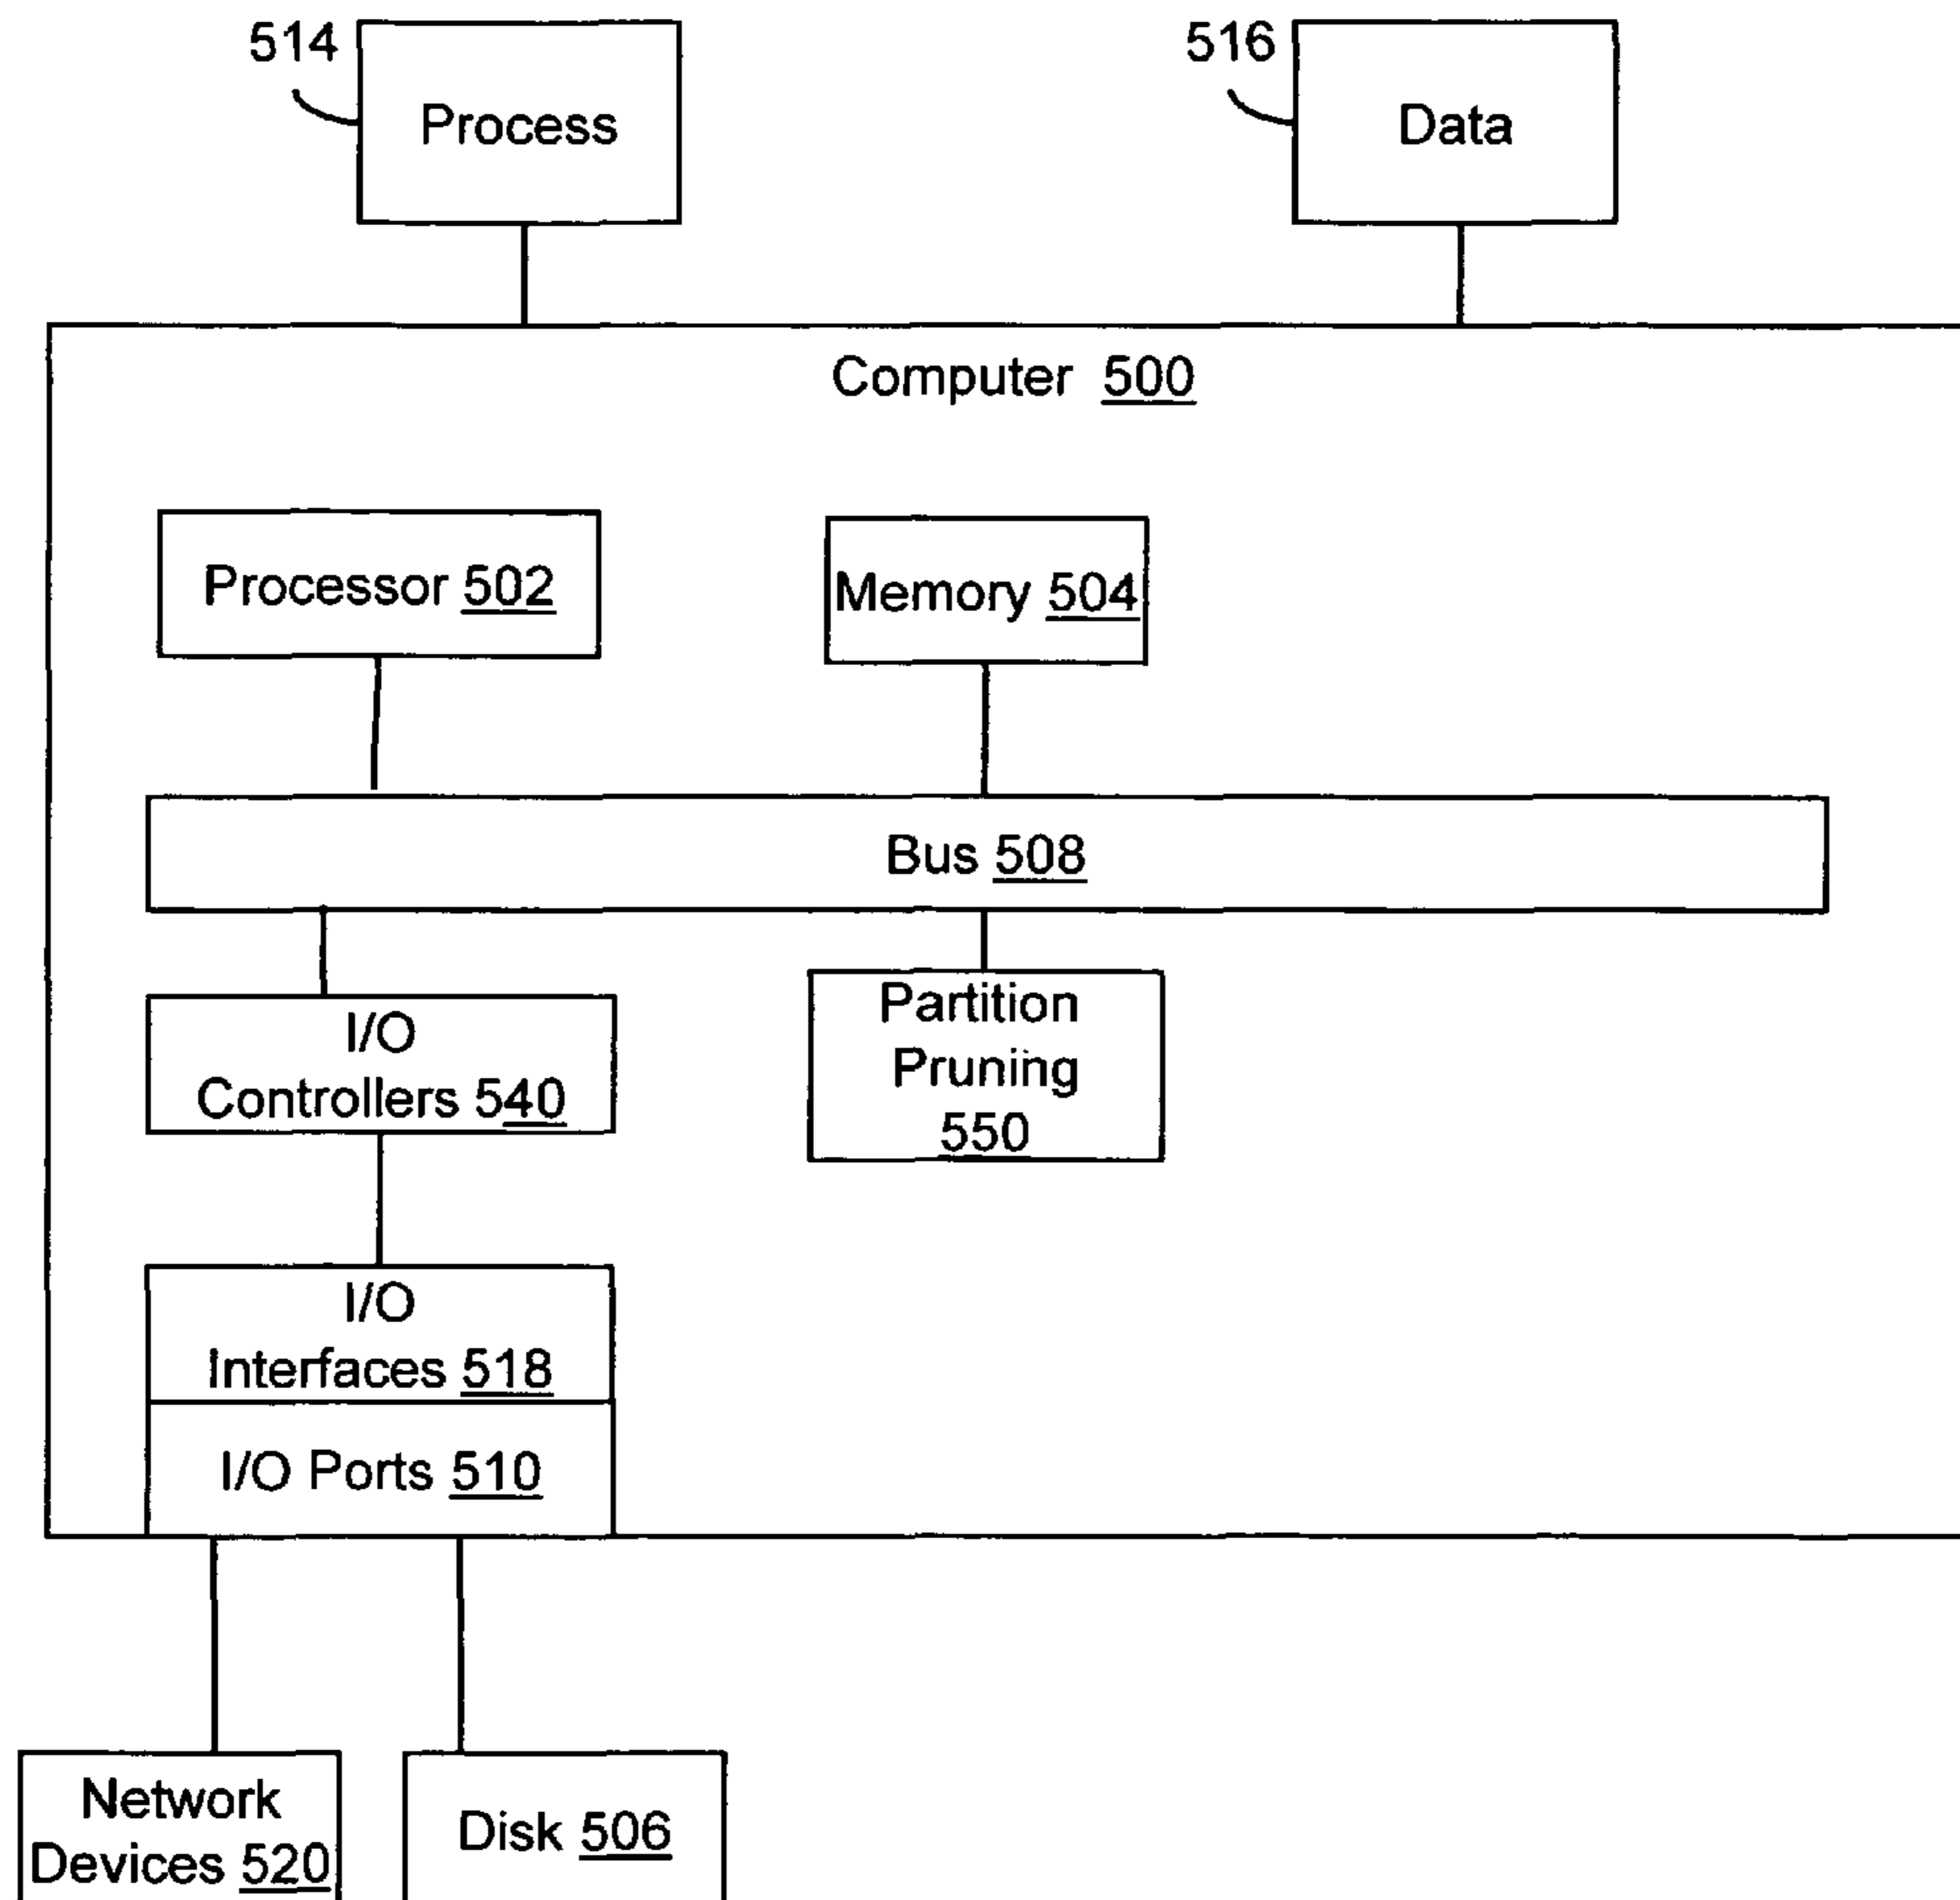 514
Process
516
Data
Computer 500
Processor 502
Memory 504
Bus 508
I/O
Controllers 540
Partition
Pruning
550
I/O
Interfaces 518
I/O Ports 510
Network
Devices 520
Disk 506